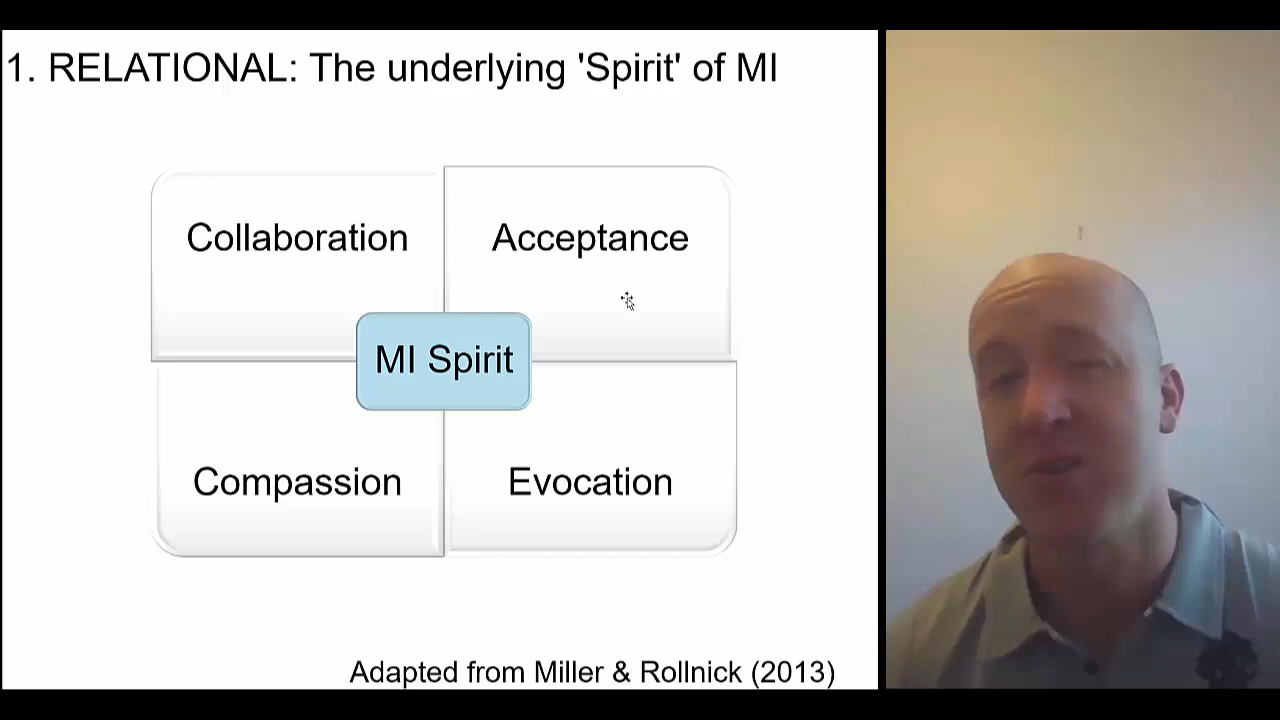 1. RELATIONAL: The underlying 'Spirit' of MI
Collaboration
Acceptance
MI Spirit
Compassion
Evocation
Adapted from Miller & Rollnick (2013)